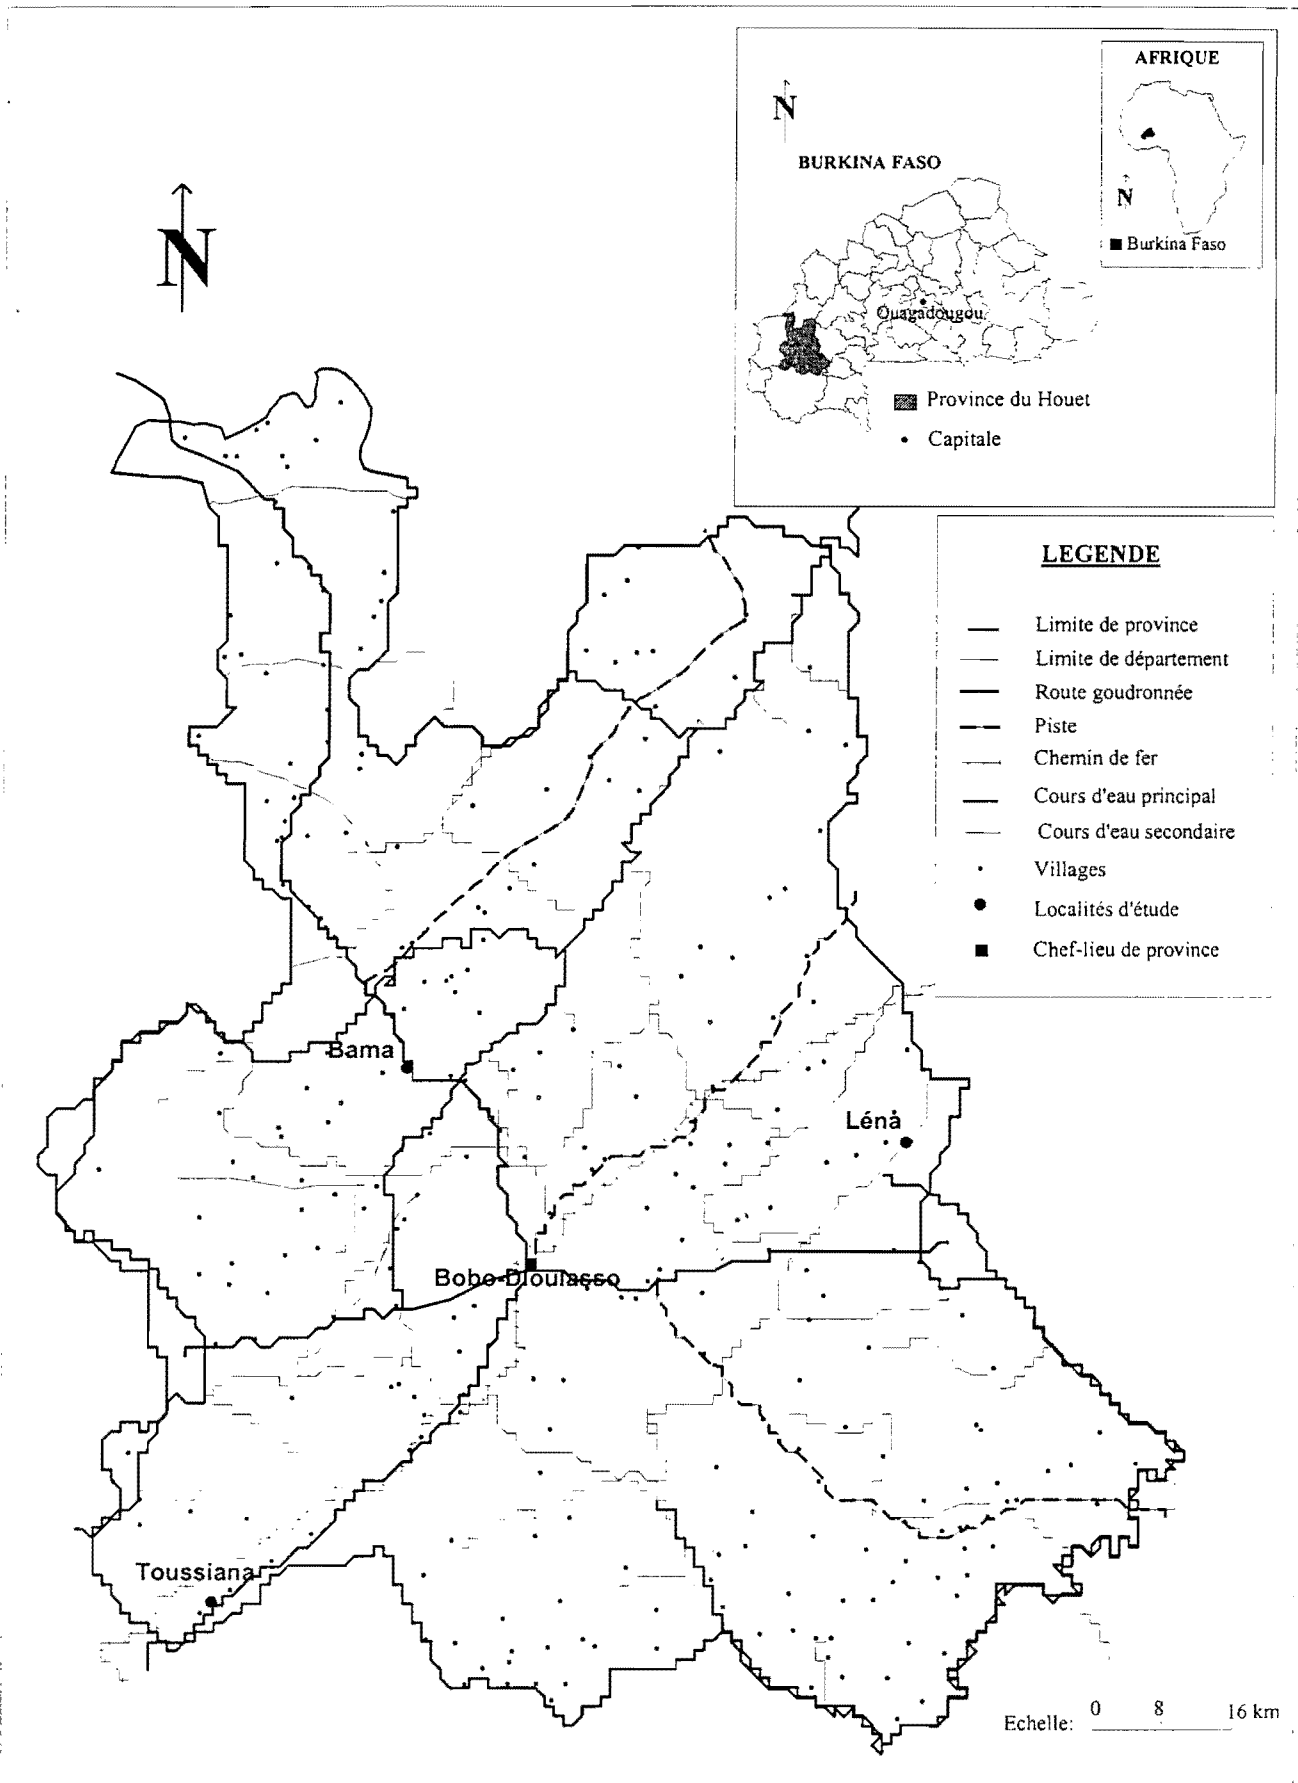 AFRIQUE
N
BURKINA FASO
N
Burkina Faso
N
Ouagadougou
Province du Houet
Capitale
LEGENDE
Limite de province
Limite de département
Route goudronnée
Piste
Chemin de fer
Cours d'eau principal
Cours d'eau secondaire
Villages
Localités d'étude
Chef-lieu de province
Bama
Léna
Bobo-Dioulasso
Toussiana
Echelle: 0 8 16 km